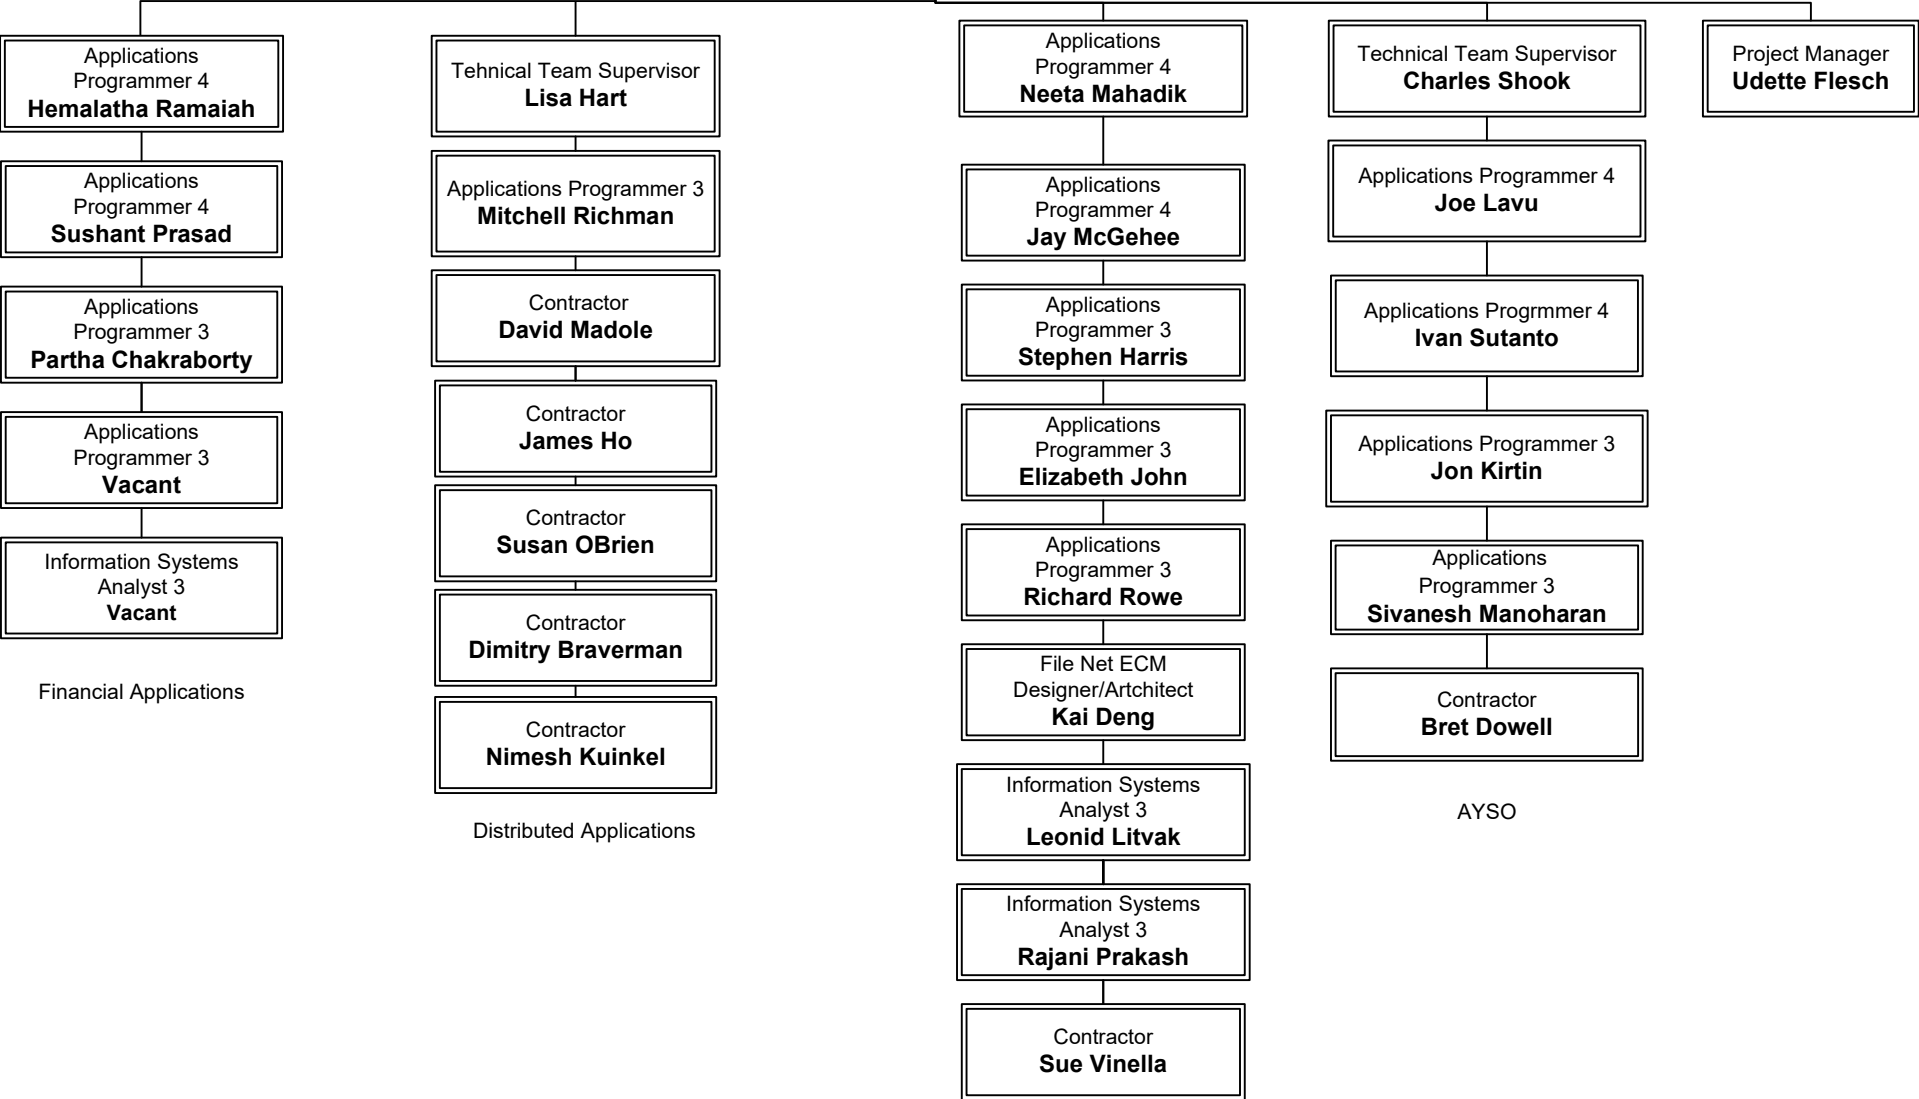 Applications
Programmer 4
Hemalatha Ramaiah
Applications
Programmer 4
Sushant Prasad
Applications
Programmer 3
Partha Chakraborty
Applications
Programmer 3
Vacant
Information Systems
Analyst 3
Vacant
Financial Applications
Tehnical Team Supervisor
Lisa Hart
Applications Programmer 3
Mitchell Richman
Contractor
David Madole
Contractor
James Ho
Contractor
Susan OBrien
Contractor
Dimitry Braverman
Contractor
Nimesh Kuinkel
Distributed Applications
Applications
Programmer 4
Neeta Mahadik
Applications
Programmer 4
Jay McGehee
Applications
Programmer 3
Stephen Harris
Applications
Programmer 3
Elizabeth John
Applications
Programmer 3
Richard Rowe
File Net ECM
Designer/Artchitect
Kai Deng
Information Systems
Analyst 3
Leonid Litvak
Information Systems
Analyst 3
Rajani Prakash
Contractor
Sue Vinella
Technical Team Supervisor
Charles Shook
Applications Programmer 4
Joe Lavu
Applications Progrmmer 4
Ivan Sutanto
Applications Programmer 3
Jon Kirtin
Applications
Programmer 3
Sivanesh Manoharan
Contractor
Bret Dowell
AYSO
Project Manager
Udette Flesch